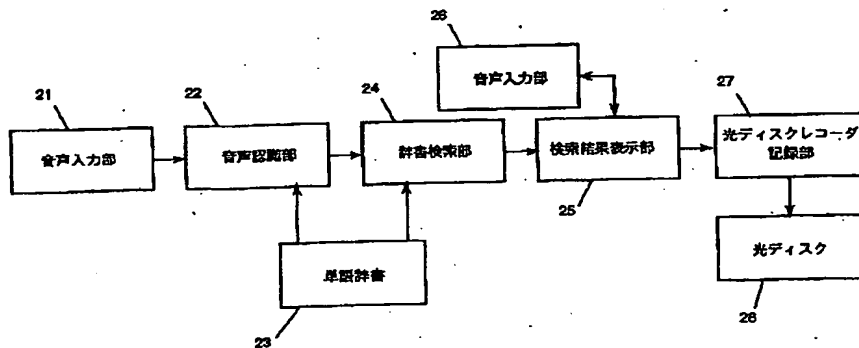 26
音声入力部
27
24
22
21
音声入力部
音声認識部
辞書検索部
検索結果表示部
光ディスクレコーダ
記録部
25
単語辞書
光ディスク
23
28